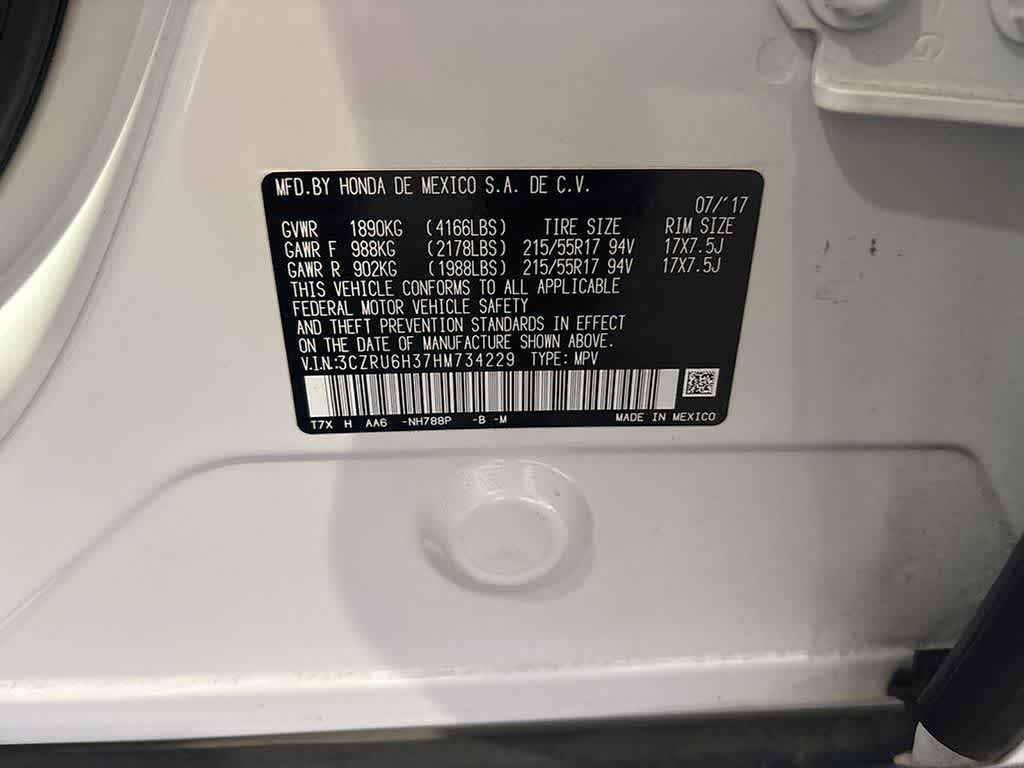 MFD.BY HONDA DE MEXICO S.A. DE C.V.
07/'17
GVWR 1890KG (4166LBS) TIRE SIZE RIM SIZE
GAWR F 988KG (2178LBS) 215/55R17 94V 17X7.5J
GAWR R 902KG (1988LBS) 215/55R17 94V 17X7.5J
THIS VEHICLE CONFORMS TO ALL APPLICABLE
FEDERAL MOTOR VEHICLE SAFETY
AND THEFT PREVENTION STANDARDS IN EFFECT
ON THE DATE OF MANUFACTURE SHOWN ABOVE.
V.I.N.:3CZRU6H37HM734229 TYPE: MPV
T7X H AA6 -NH788P -B -M MADE IN MEXICO